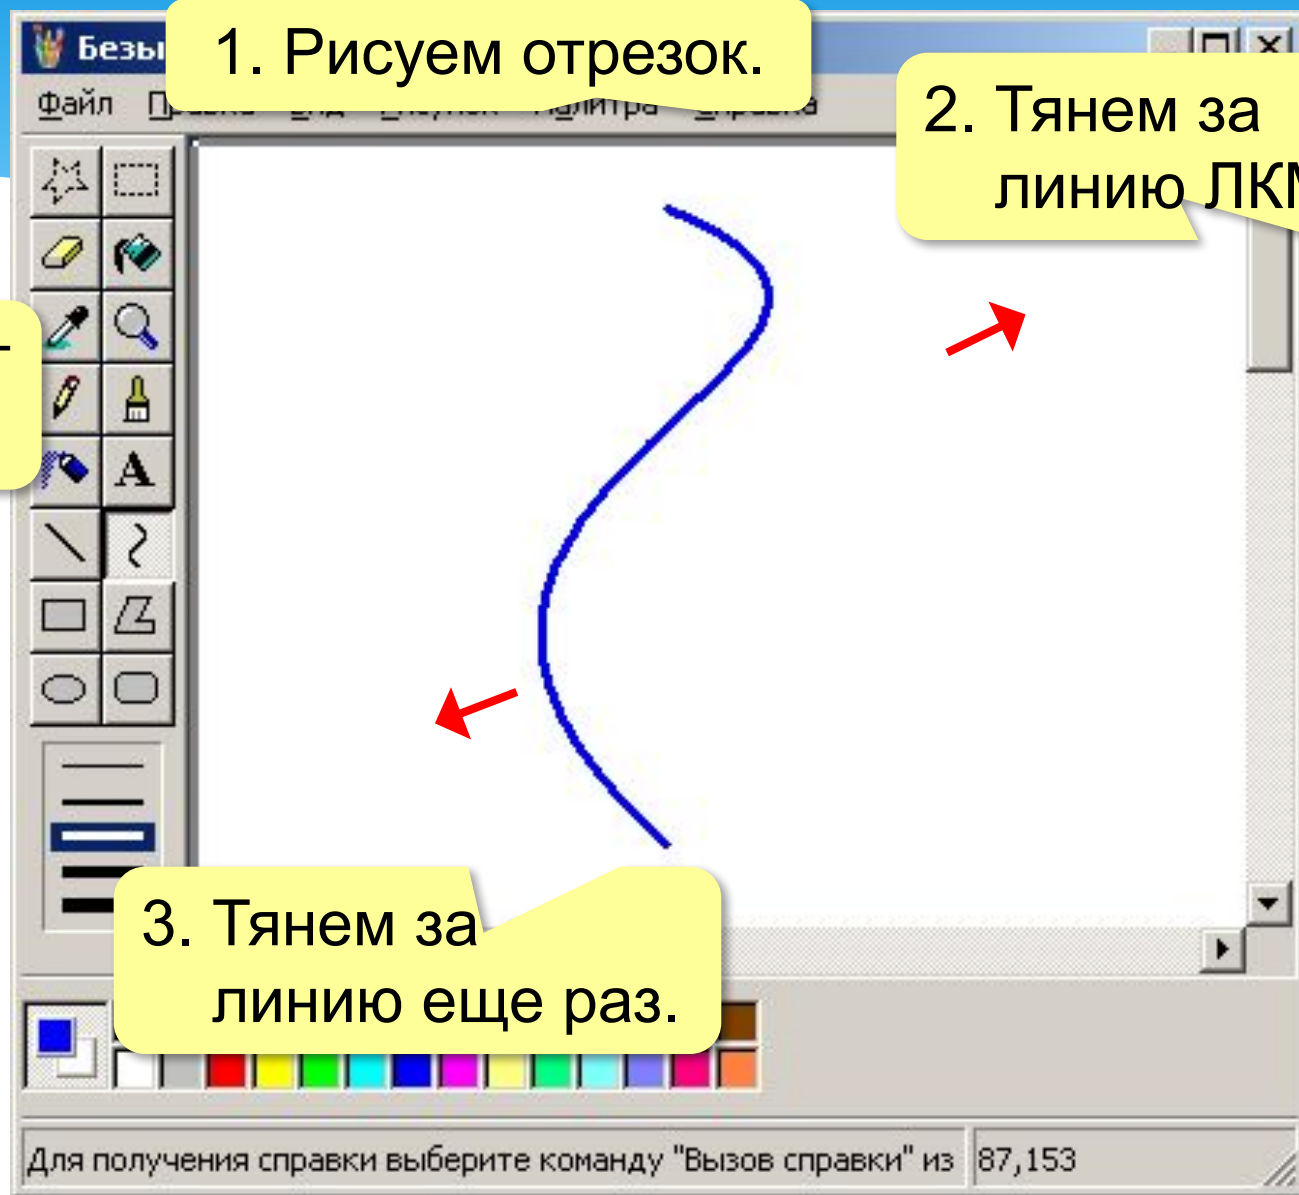 Безы
1. Рисуем отрезок.
Файл
2. Тянем за
линию ЛКМ
A
3. Тянем за
линию еще раз.
Для получения справки выберите команду "Вызов справки" из
87,153